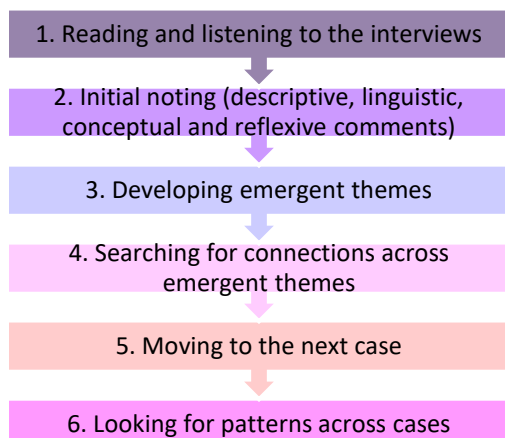 1. Reading and listening to the interviews
2. Initial noting (descriptive, linguistic,
conceptual and reflexive comments)
3. Developing emergent themes
4. Searching for connections across
emergent themes
5. Moving to the next case
6. Looking for patterns across cases